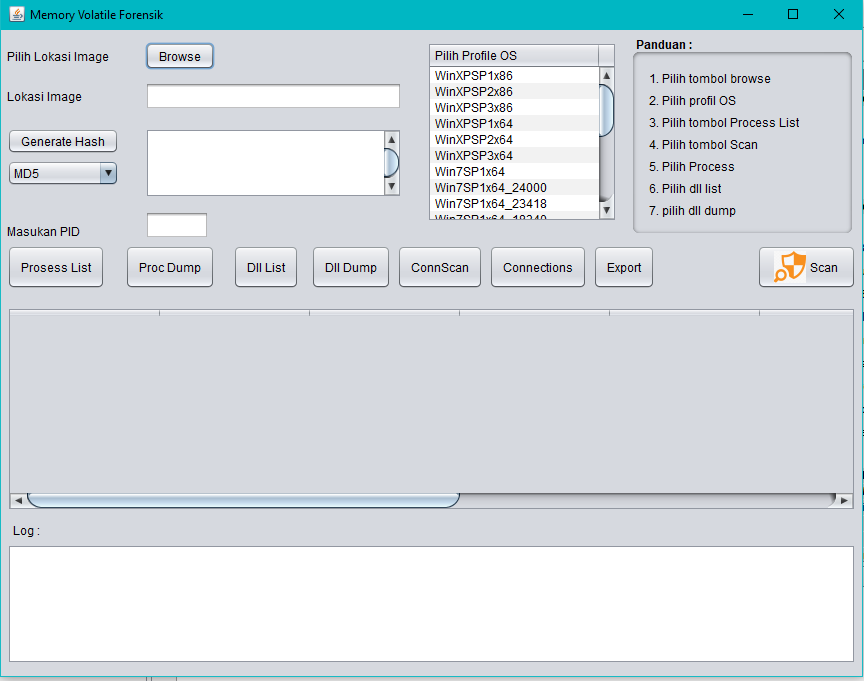 Memory Volatile Forensik
Pilih Lokasi Image
Browse
Lokasi Image
Generate Hash
MD5
Masukan PID
Pilih Profile OS
WinXPSP1x86
WinXPSP2x86
WinXPSP3x86
WinXPSP1x64
WinXPSP2x64
WinXPSP3x64
Win7SP1x64
Win7SP1x64_24000
Win7SP1x64_23418
Win7SP1x64_18340
Panduan :
1. Pilih tombol browse
2. Pilih profil OS
3. Pilih tombol Process List
4. Pilih tombol Scan
5. Pilih Process
6. Pilih dll list
7. pilih dll dump
Prosess List
Proc Dump
Dll List
Dll Dump
ConnScan
Connections
Export
Scan
Log :